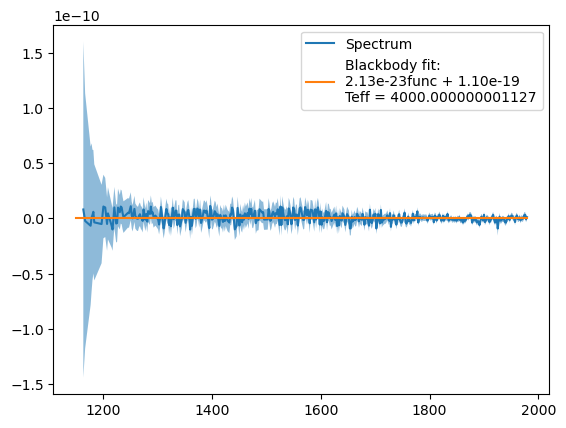 1e−10
Spectrum
Blackbody fit:
2.13e-23func + 1.10e-19
Teff = 4000.000000001127
1.5
1.0
0.5
0.0
−0.5
−1.0
−1.5
1200 1400 1600 1800 2000